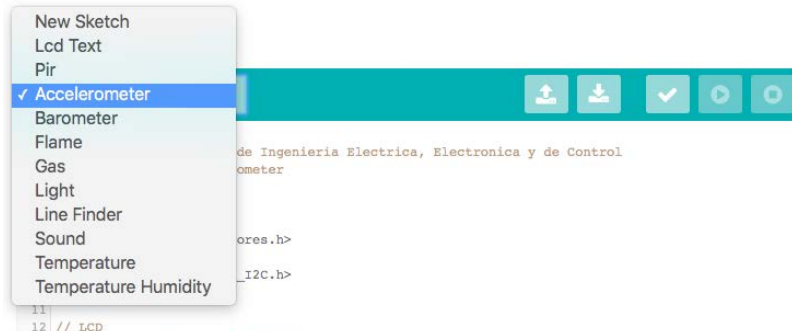 New Sketch
Lcd Text
Pir
✓ Accelerometer
Barometer
Flame
Gas
Light
Line Finder
Sound
Temperature
Temperature Humidity
de Ingenieria Electrica, Electronica y de Control
ometer
ores.h>
_I2C.h>
11
12 // LCD